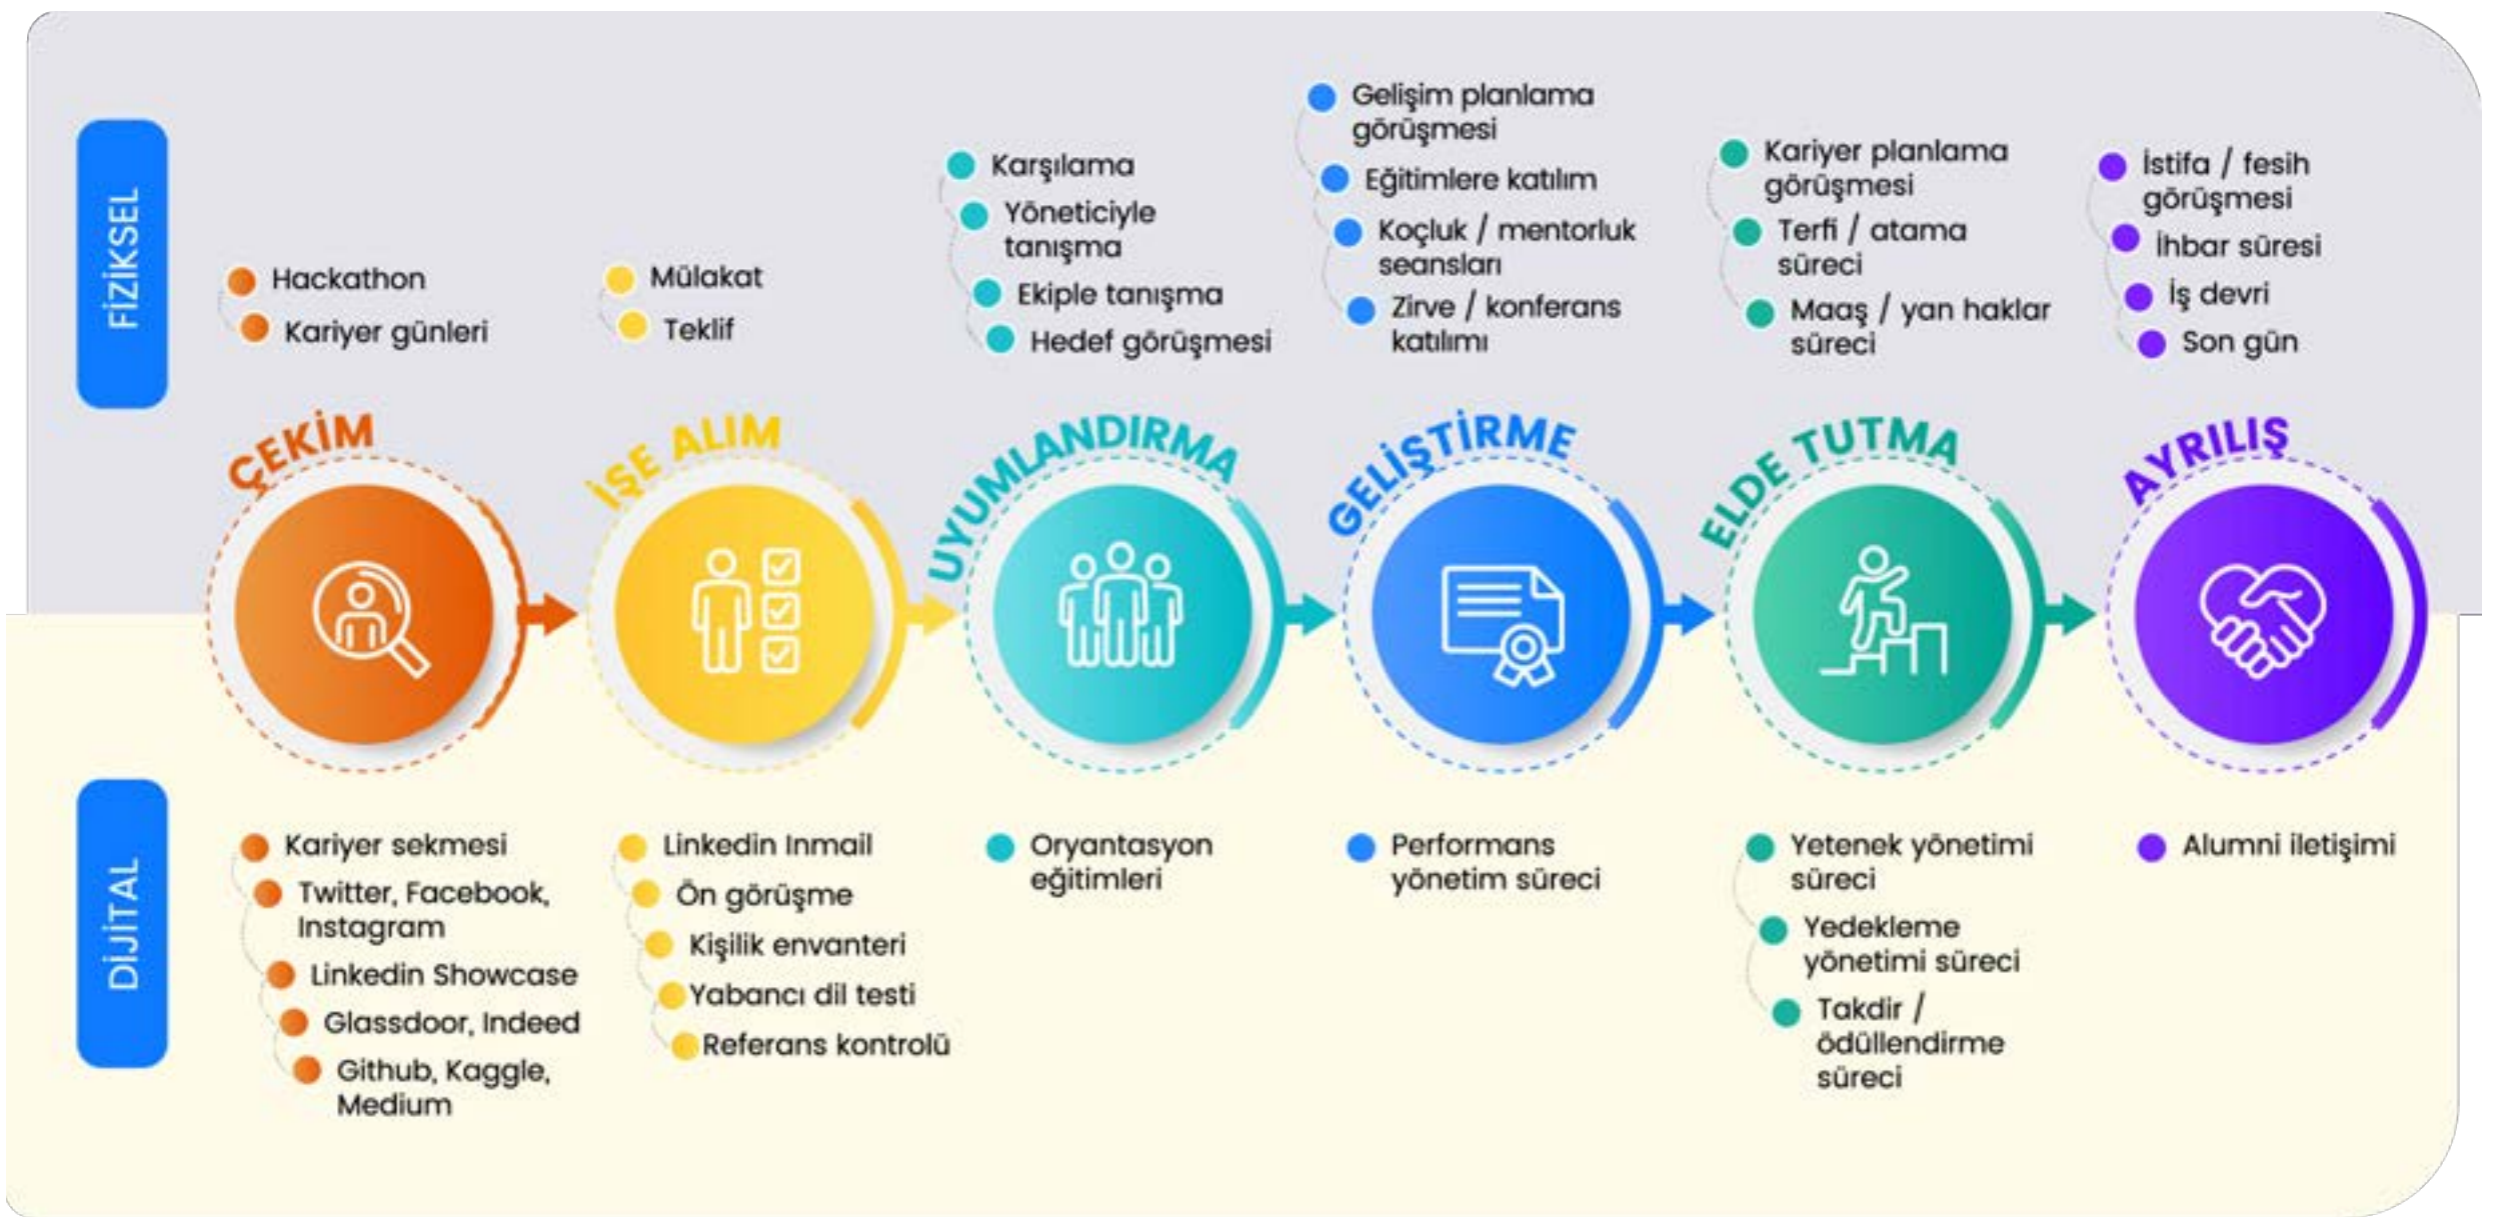 FİZİKSEL
Hackathon
Kariyer günleri
Mülakat
Teklif
Karşılama
Yöneticiyle
tanışma
Ekiple tanışma
Hedef görüşmesi
Gelişim planlama
görüşmesi
Eğitimlere katılım
Koçluk / mentorluk
seansları
Zirve / konferans
katılımı
Kariyer planlama
görüşmesi
Terfi / atama
süreci
Maaş / yan haklar
süreci
İstifa / fesih
görüşmesi
İhbar süresi
İş devri
Son gün
ÇEKİM
İŞE ALIM
UYUMLANDIRMA
GELİŞTİRME
ELDE TUTMA
AYRILIŞ
DİJİTAL
Kariyer sekmesi
Twitter, Facebook,
Instagram
Linkedin Showcase
Glassdoor, Indeed
Github, Kaggle,
Medium
Linkedin Inmail
Ön görüşme
Kişilik envanteri
Yabancı dil testi
Referans kontrolü
Oryantasyon
eğitimleri
Performans
yönetim süreci
Yetenek yönetimi
süreci
Yedekleme
yönetimi süreci
Takdir /
ödüllendirme
süreci
Alumni iletişimi